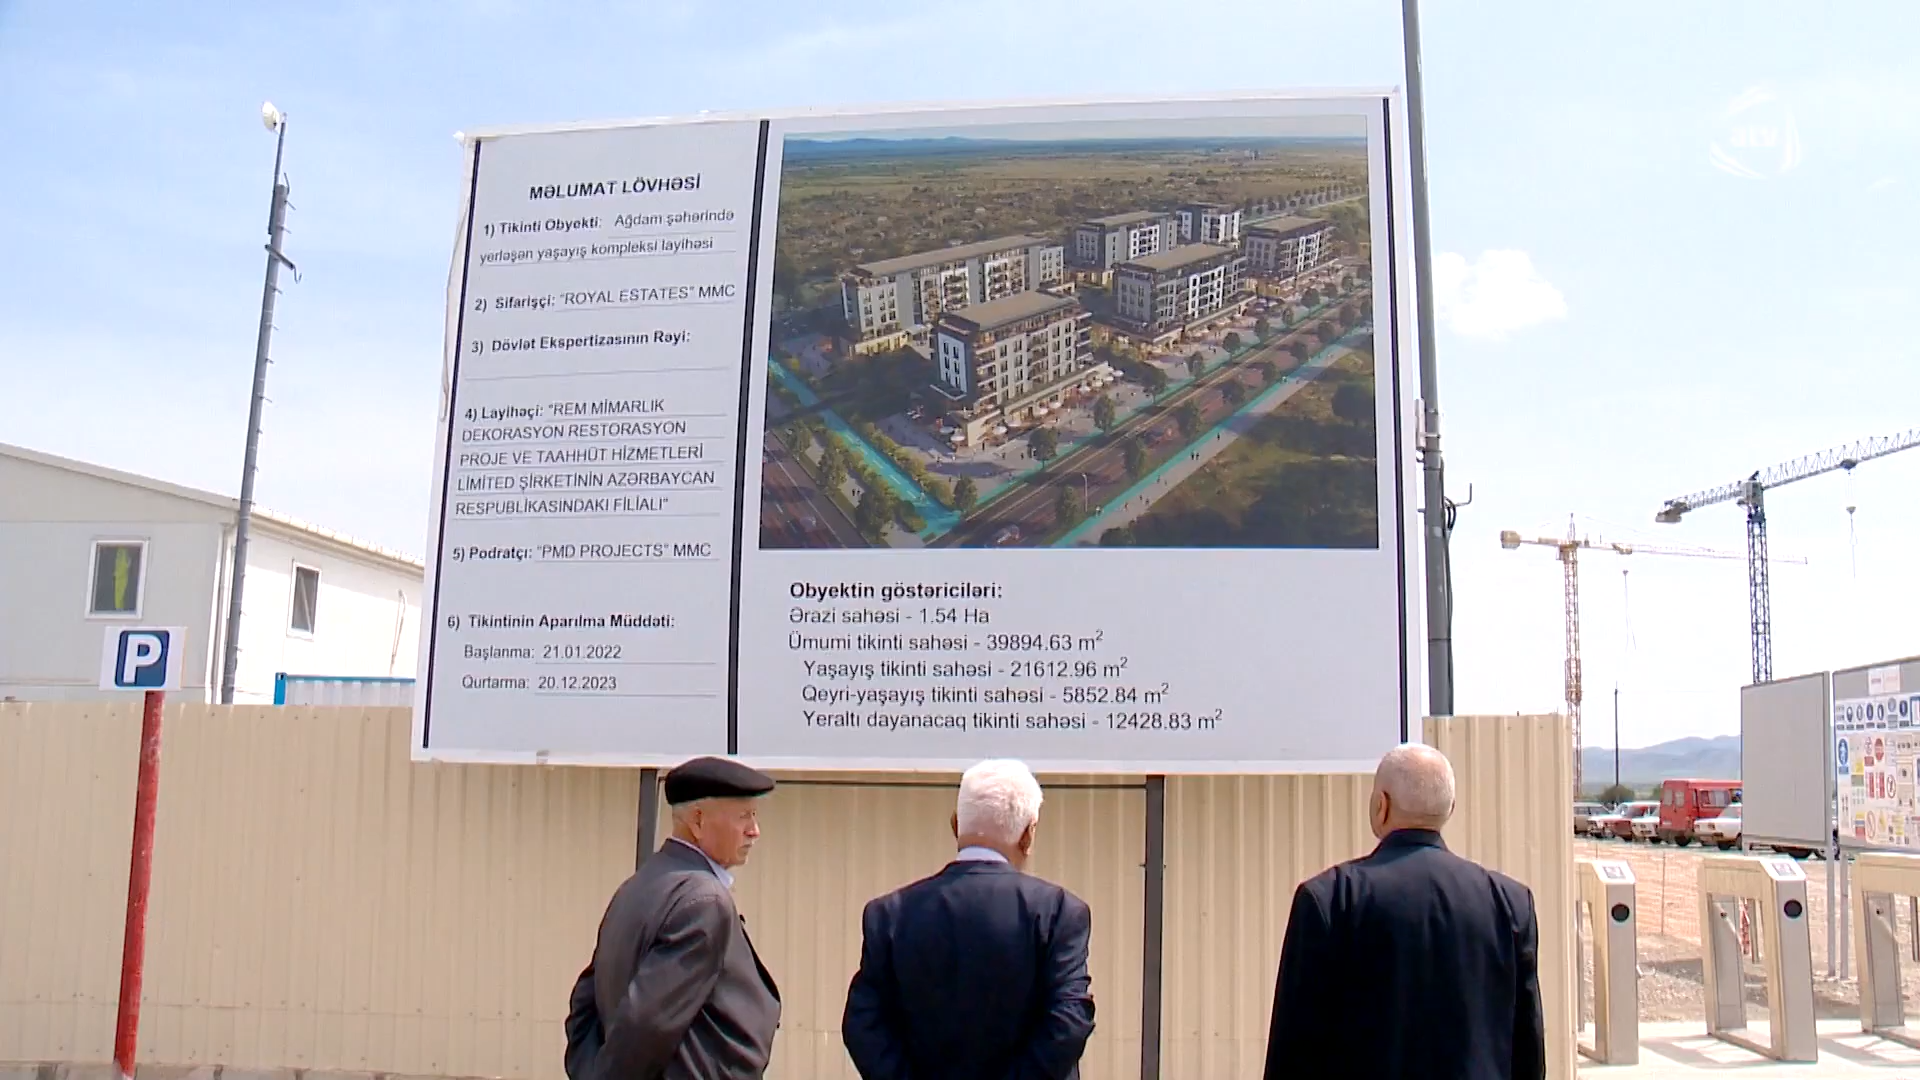 MƏLUMAT LÖVHƏSİ
1) Tikinti Obyekti: Ağdam şəhərində
yerləşən yaşayış kompleksi layihəsi
2) Sifarişçi: "ROYAL ESTATES" MMC
3) Dövlət Ekspertizasının Rəyi:
4) Layihəçi: "REM MİMARLIK
DEKORASYON RESTORASYON
PROJE VE TAAHHÜT HİZMETLERİ
LİMİTED ŞİRKETİNİN AZƏRBAYCAN
RESPUBLİKASINDAKI FİLİALI"
5) Podratçı: "PMD PROJECTS" MMC
6) Tikintinin Aparılma Müddəti:
Başlanma: 21.01.2022
Qurtarma: 20.12.2023
Obyektin göstəriciləri:
Ərazi sahəsi - 1.54 Ha
Ümumi tikinti sahəsi - 39894.63 m²
Yaşayış tikinti sahəsi - 21612.96 m²
Qeyri-yaşayış tikinti sahəsi - 5852.84 m²
Yeraltı dayanacaq tikinti sahəsi - 12428.83 m²
P
arv